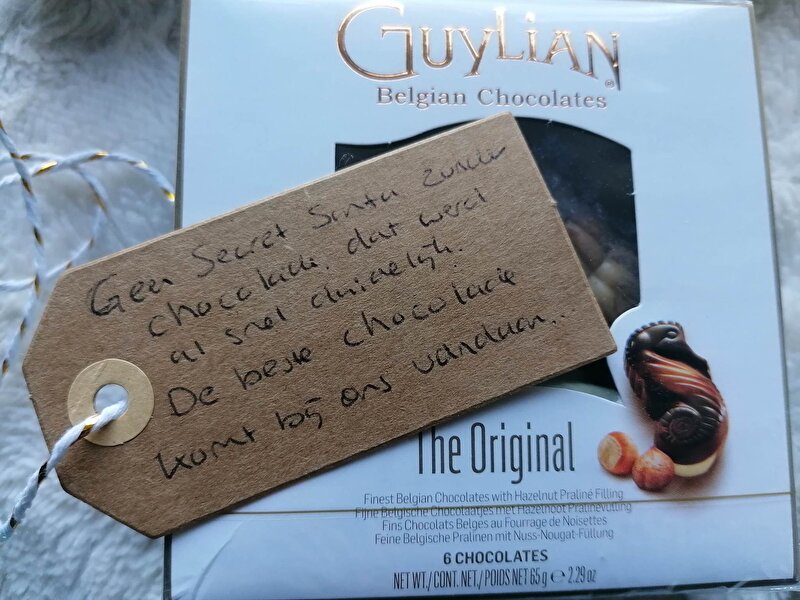 GUYLIAN
®
Belgian Chocolates
Geen Secret Santa zonder
chocolade, dat werd
al snel duidelijk.
De beste chocolade
komt bij ons vandaan...
The Original
Finest Belgian Chocolates with Hazelnut Praliné Filling
Fijne Belgische Chocolaatjes met Hazelnoot Pralinévulling
Fins Chocolats Belges au Fourrage de Noisettes
Feine Belgische Pralinen mit Nuss-Nougat-Füllung
6 CHOCOLATES
NET WT./CONT. NET./POIDS NET 65 g ℮ 2.29 oz